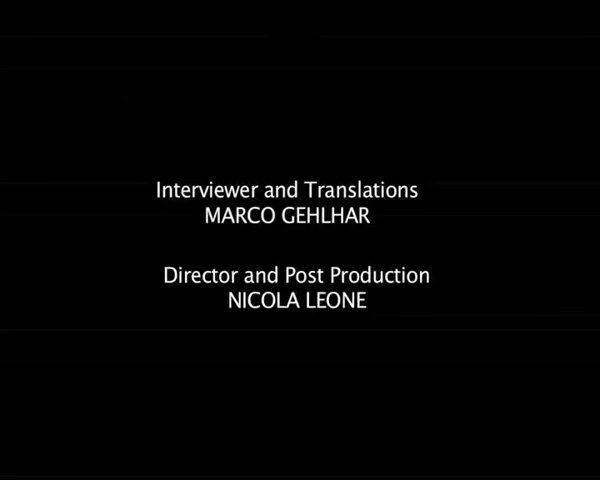 Interviewer and Translations
MARCO GEHLHAR
Director and Post Production
NICOLA LEONE